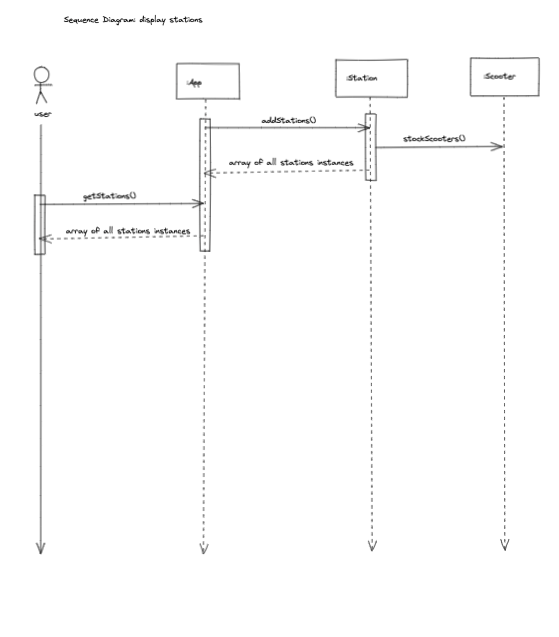 Sequence Diagram: display stations
:App
:Station
:Scooter
user
addStations()
stockScooters()
array of all stations instances
getStations()
array of all stations instances